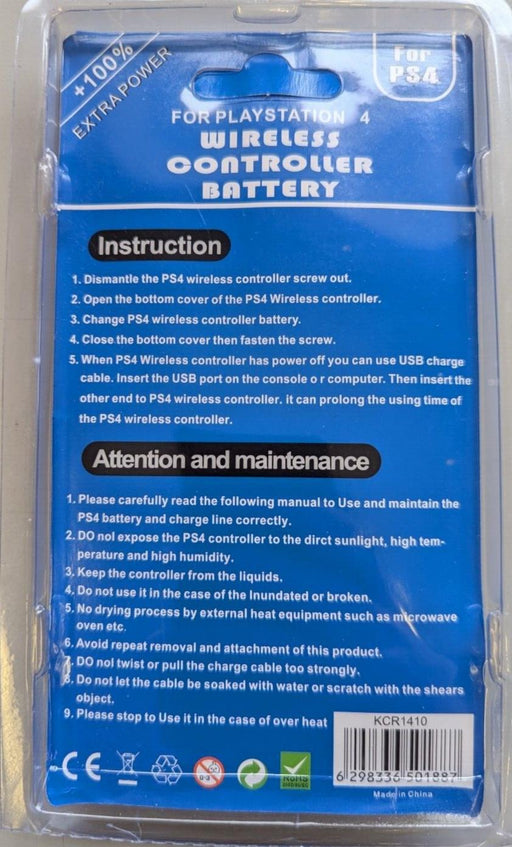 +100%
EXTRA POWER
For
PS4
FOR PLAYSTATION 4
WIRELESS
CONTROLLER
BATTERY
Instruction
1. Dismantle the PS4 wireless controller screw out.
2. Open the bottom cover of the PS4 Wireless controller.
3. Change PS4 wireless controller battery.
4. Close the bottom cover then fasten the screw.
5. When PS4 Wireless controller has power off you can use USB charge
cable. Insert the USB port on the console o r computer. Then insert the
other end to PS4 wireless controller. it can prolong the using time of
the PS4 wireless controller.
Attention and maintenance
1. Please carefully read the following manual to Use and maintain the
PS4 battery and charge line correctly.
2. DO not expose the PS4 controller to the dirct sunlight, high tem-
perature and high humidity.
3. Keep the controller from the liquids.
4. Do not use it in the case of the Inundated or broken.
5. No drying process by external heat equipment such as microwave
oven etc.
6. Avoid repeat removal and attachment of this product.
7. DO not twist or pull the charge cable too strongly.
8. Do not let the cable be soaked with water or scratch with the shears
object.
9. Please stop to Use it in the case of over heat
KCR1410
CE
0-3
RoHS
6 298336 501887
Made in China